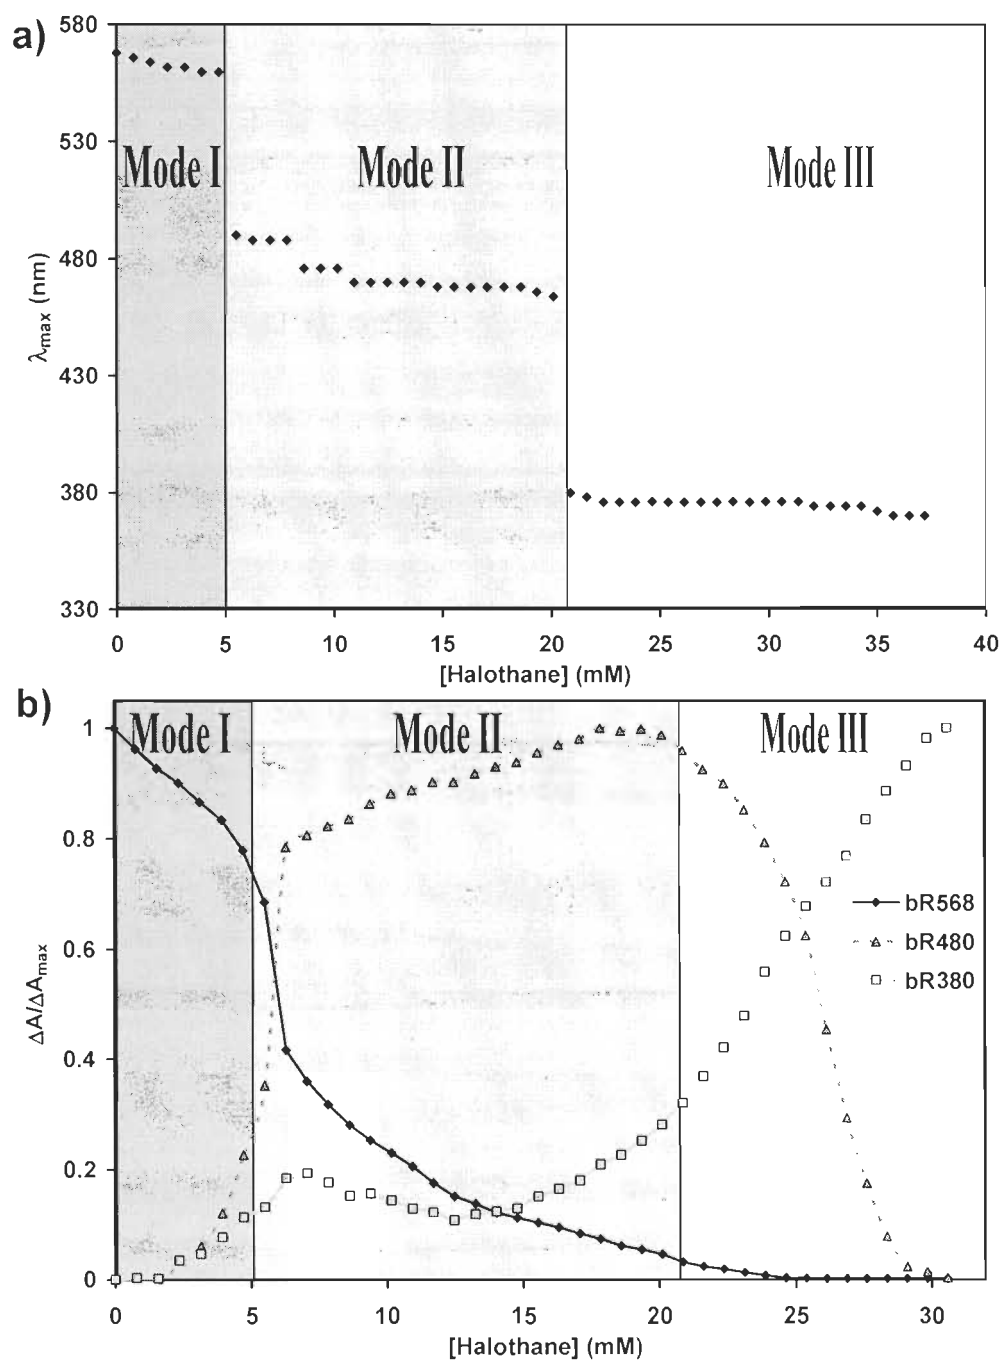 a)
580
530
480
430
380
330
λmax (nm)
Mode I
Mode II
Mode III
0 5 10 15 20 25 30 35 40
[Halothane] (mM)
b)
1
0.8
0.6
0.4
0.2
0
ΔA/ΔAmax
Mode I
Mode II
Mode III
bR568
bR480
bR380
0 5 10 15 20 25 30
[Halothane] (mM)